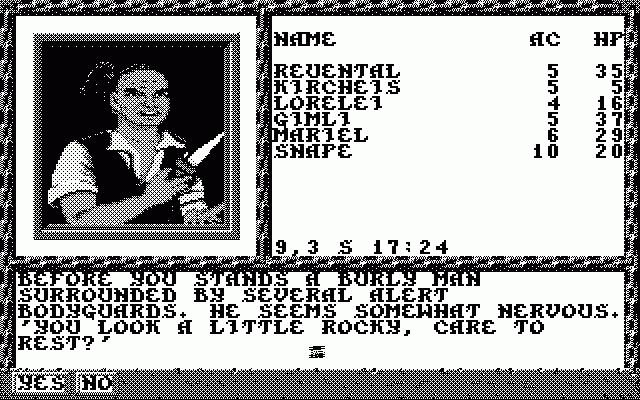 NAME AC HP
REVENTAL 5 35
KIRCHEIS 5 5
LORELEI 4 16
GIMLI 5 37
MARIEL 6 29
SNAPE 10 20
9,3 S 17:24
BEFORE YOU STANDS A BURLY MAN
SURROUNDED BY SEVERAL ALERT
BODYGUARDS. HE SEEMS SOMEWHAT NERVOUS.
'YOU LOOK A LITTLE ROCKY, CARE TO
REST?'
YES NO